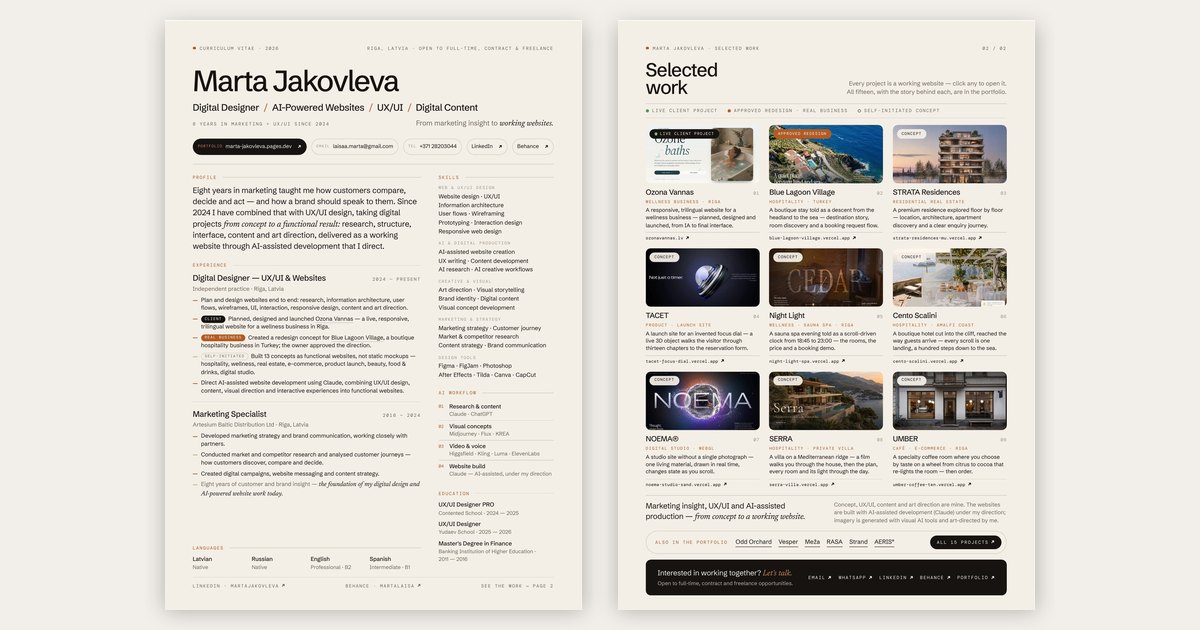 CURRICULUM VITAE · 2026
RIGA, LATVIA · OPEN TO FULL-TIME, CONTRACT & FREELANCE
Marta Jakovleva
Digital Designer / AI-Powered Websites / UX/UI / Digital Content
8 YEARS IN MARKETING + UX/UI SINCE 2024
From marketing insight to working websites.
PORTFOLIO marta-jakovleva.pages.dev ↗
EMAIL laisaa.marta@gmail.com
TEL +371 28203044
LinkedIn ↗
Behance ↗
PROFILE
Eight years in marketing taught me how customers compare,
decide and act — and how a brand should speak to them. Since
2024 I have combined that with UX/UI design, taking digital
projects from concept to a functional result: research, structure,
interface, content and art direction, delivered as a working
website through AI-assisted development that I direct.
EXPERIENCE
Digital Designer — UX/UI & Websites
2024 — PRESENT
Independent practice · Riga, Latvia
— Plan and design websites end to end: research, information architecture, user
flows, wireframes, UI, interaction, responsive design, content and art direction.
— CLIENT Planned, designed and launched Ozona Vannas — a live, responsive,
trilingual website for a wellness business in Riga.
— REAL BUSINESS Created a redesign concept for Blue Lagoon Village, a boutique
hospitality business in Turkey; the owner approved the direction.
— SELF-INITIATED Built 13 concepts as functional websites, not static mockups —
hospitality, wellness, real estate, e-commerce, product launch, beauty, food &
drinks, digital studio.
— Direct AI-assisted website development using Claude, combining UX/UI design,
content, visual direction and interactive experiences into functional websites.
Marketing Specialist
2016 — 2024
Artesium Baltic Distribution Ltd · Riga, Latvia
— Developed marketing strategy and brand communication, working closely with
partners.
— Conducted market and competitor research and analysed customer journeys —
how customers discover, compare and decide.
— Created digital campaigns, website messaging and content strategy.
— Eight years of customer and brand insight — the foundation of my digital design and
AI-powered website work today.
LANGUAGES
Latvian
Native
Russian
Native
English
Professional · B2
Spanish
Intermediate · B1
SKILLS
WEB & UX/UI DESIGN
Website design · UX/UI
Information architecture
User flows · Wireframing
Prototyping · Interaction design
Responsive web design
AI & DIGITAL PRODUCTION
AI-assisted website creation
UX writing · Content development
AI research · AI creative workflows
CREATIVE & VISUAL
Art direction · Visual storytelling
Brand identity · Digital content
Visual concept development
MARKETING & STRATEGY
Marketing strategy · Customer journey
Market & competitor research
Content strategy · Brand communication
DESIGN TOOLS
Figma · FigJam · Photoshop
After Effects · Tilda · Canva · CapCut
AI WORKFLOW
01 Research & content
Claude · ChatGPT
02 Visual concepts
Midjourney · Flux · KREA
03 Video & voice
Higgsfield · Kling · Luma · ElevenLabs
04 Website build
Claude — AI-assisted, under my direction
EDUCATION
UX/UI Designer PRO
Contented School · 2024 — 2025
UX/UI Designer
Yudaev School · 2025 — 2026
Master's Degree in Finance
Banking Institution of Higher Education ·
2011 — 2016
LINKEDIN · MARTAJAKOVLEVA ↗
BEHANCE · MARTALAISA ↗
SEE THE WORK → PAGE 2
MARTA JAKOVLEVA · SELECTED WORK
02 / 02
Selected
work
Every project is a working website — click any to open it.
All fifteen, with the story behind each, are in the portfolio.
LIVE CLIENT PROJECT
APPROVED REDESIGN · REAL BUSINESS
SELF-INITIATED CONCEPT
LIVE CLIENT PROJECT
Ozone
baths
APPROVED REDESIGN
A quiet place
CONCEPT
Ozona Vannas
01
WELLNESS BUSINESS · RIGA
A responsive, trilingual website for a
wellness business — planned, designed and
launched, from IA to final interface.
ozonavannas.lv ↗
Blue Lagoon Village
02
HOSPITALITY · TURKEY
A boutique stay told as a descent from the
headland to the sea — destination story,
room discovery and a booking request flow.
blue-lagoon-village.vercel.app ↗
STRATA Residences
03
RESIDENTIAL REAL ESTATE
A premium residence explored floor by floor
— location, architecture, apartment
discovery and a clear enquiry journey.
strata-residences-mu.vercel.app ↗
CONCEPT
Not just a timer.
CONCEPT
CEDAR
CONCEPT
TACET
04
PRODUCT · LAUNCH SITE
A launch site for an invented focus dial — a
live 3D object walks the visitor through
thirteen chapters to the reservation form.
tacet-focus-dial.vercel.app ↗
Night Light
05
WELLNESS · SAUNA SPA · RIGA
A sauna spa evening told as a scroll-driven
clock from 18:45 to 23:00 — the rooms, the
price and a booking demo.
night-light-spa.vercel.app ↗
Cento Scalini
06
HOSPITALITY · AMALFI COAST
A boutique hotel cut into the cliff, reached the
way guests arrive — every scroll is one
landing, a hundred steps down to the sea.
cento-scalini.vercel.app ↗
CONCEPT
NOEMA
CONCEPT
Serra
CONCEPT
NOEMA®
07
DIGITAL STUDIO · WEBGL
A studio site without a single photograph —
one living material, drawn in real time,
changes state as you scroll.
noema-studio-sand.vercel.app ↗
SERRA
08
HOSPITALITY · PRIVATE VILLA
A villa on a Mediterranean ridge — a film
walks you through the house, then the plan,
every room and its light through the day.
serra-villa.vercel.app ↗
UMBER
09
CAFÉ · E-COMMERCE · RIGA
A specialty coffee room where you choose
by taste on a wheel from citrus to cocoa that
re-lights the room — then order.
umber-coffee-ten.vercel.app ↗
Marketing insight, UX/UI and AI-assisted
production — from concept to a working website.
Concept, UX/UI, content and art direction are mine. The websites
are built with AI-assisted development (Claude) under my direction;
imagery is generated with visual AI tools and art-directed by me.
ALSO IN THE PORTFOLIO Odd Orchard Vesper Meža RASA Strand AERIS°
ALL 15 PROJECTS ↗
Interested in working together? Let's talk.
Open to full-time, contract and freelance opportunities.
EMAIL ↗ WHATSAPP ↗ LINKEDIN ↗ BEHANCE ↗ PORTFOLIO ↗